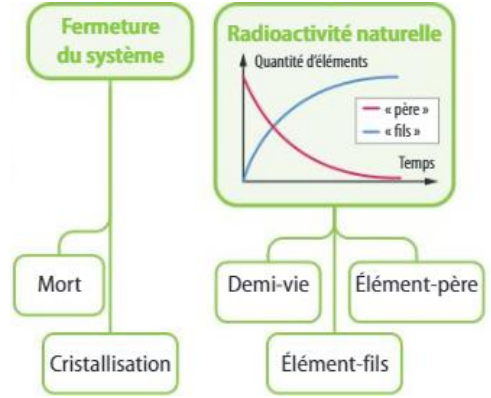 Fermeture
du système
Radioactivité naturelle
Quantité d'éléments
« père »
« fils »
Temps
Mort
Cristallisation
Demi-vie
Élément-père
Élément-fils